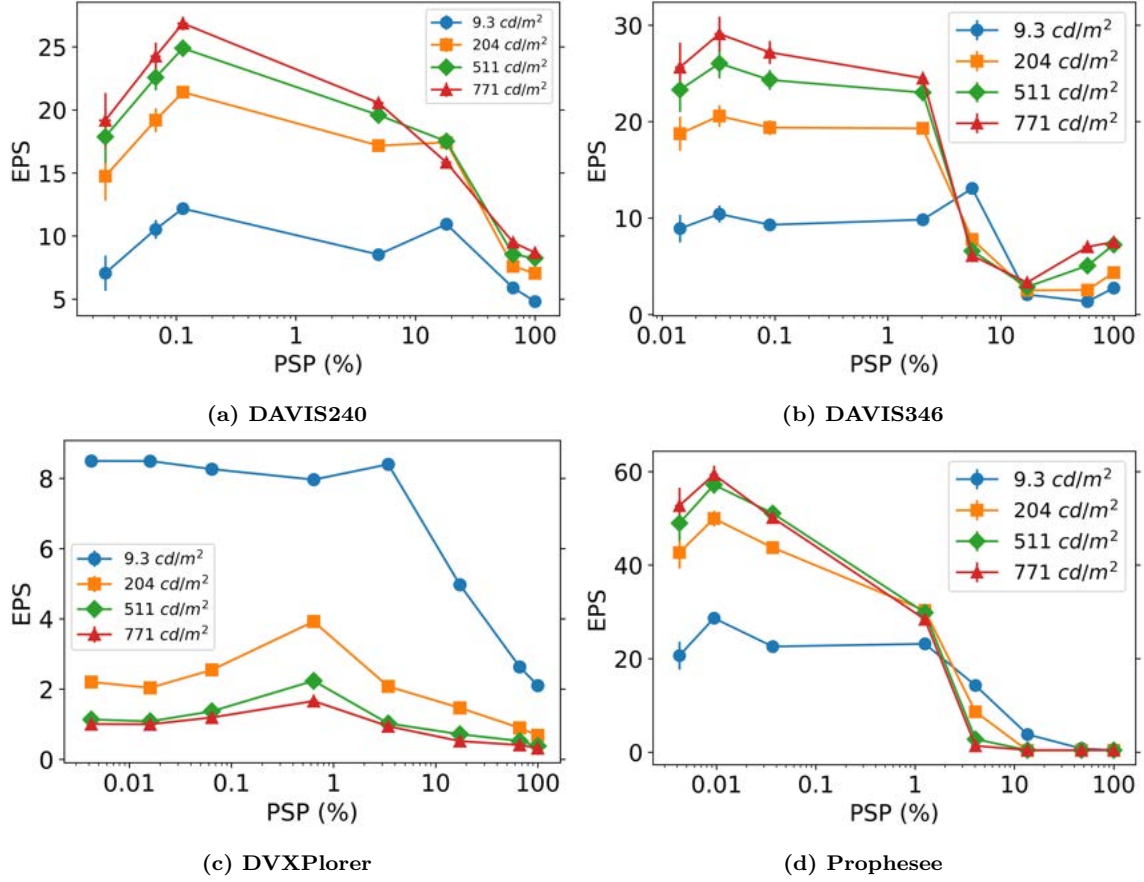 25
20
15
10
5
EPS
0.1
1
10
100
PSP (%)
9.3 cd/m²
204 cd/m²
511 cd/m²
771 cd/m²
(a) DAVIS240
30
20
10
0
EPS
0.01
0.1
1
10
100
PSP (%)
9.3 cd/m²
204 cd/m²
511 cd/m²
771 cd/m²
(b) DAVIS346
8
6
4
2
0
EPS
0.01
0.1
1
10
100
PSP (%)
9.3 cd/m²
204 cd/m²
511 cd/m²
771 cd/m²
(c) DVXPlorer
60
40
20
0
EPS
0.01
0.1
1
10
100
PSP (%)
9.3 cd/m²
204 cd/m²
511 cd/m²
771 cd/m²
(d) Prophesee